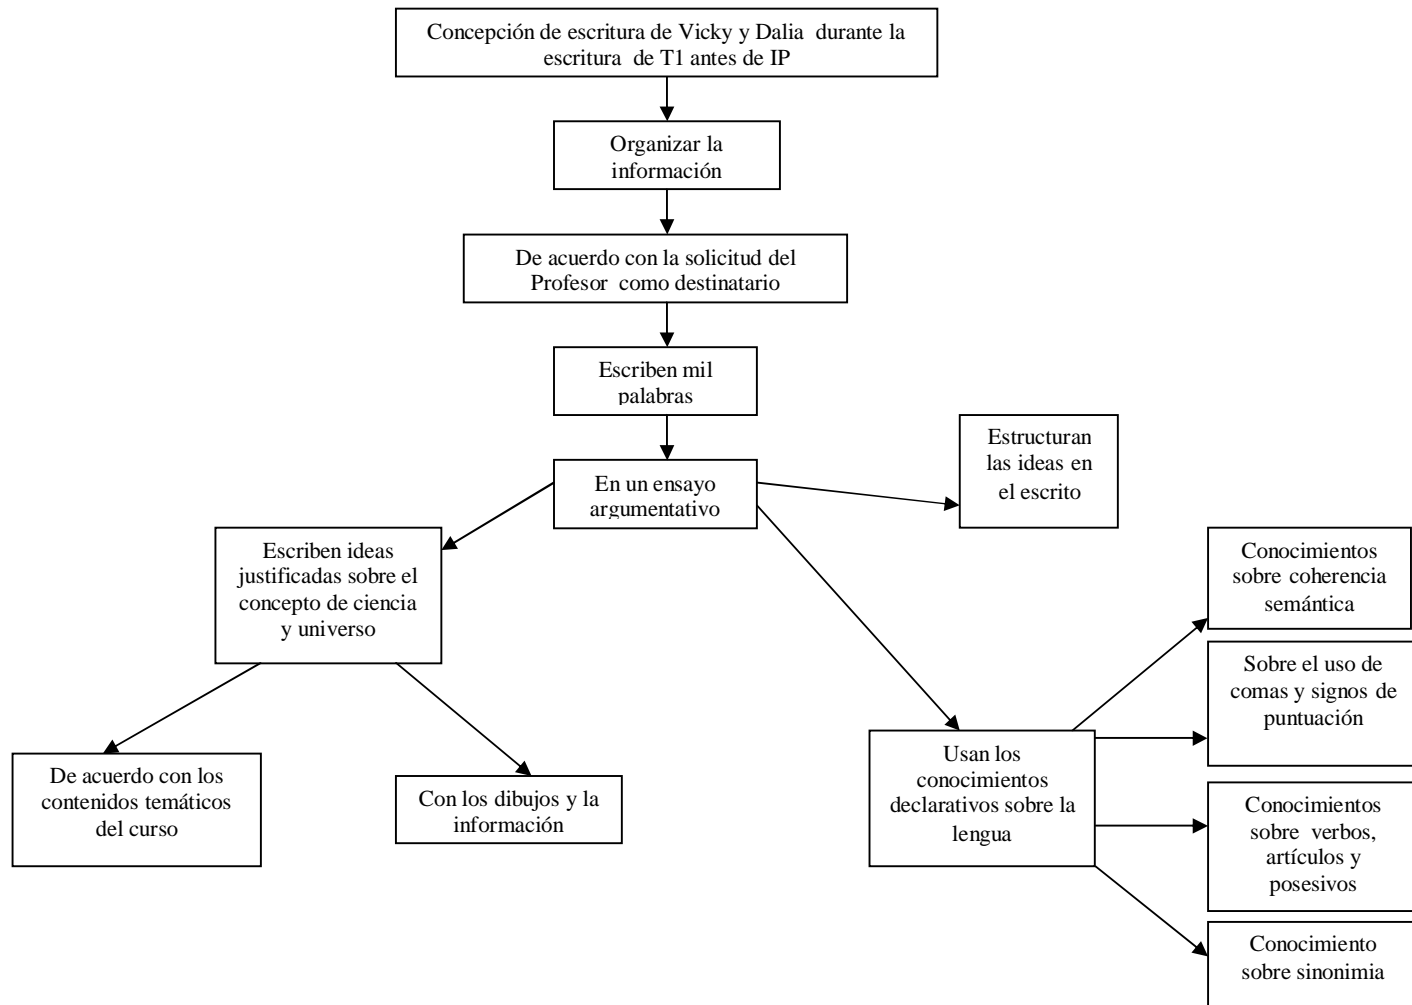 Concepción de escritura de Vicky y Dalia durante la
escritura de T1 antes de IP
Organizar la
información
De acuerdo con la solicitud del
Profesor como destinatario
Escriben mil
palabras
En un ensayo
argumentativo
Estructuran
las ideas en
el escrito
Escriben ideas
justificadas sobre el
concepto de ciencia
y universo
De acuerdo con los
contenidos temáticos
del curso
Con los dibujos y la
información
Usan los
conocimientos
declarativos sobre la
lengua
Conocimientos
sobre coherencia
semántica
Sobre el uso de
comas y signos de
puntuación
Conocimientos
sobre verbos,
artículos y
posesivos
Conocimiento
sobre sinonimia